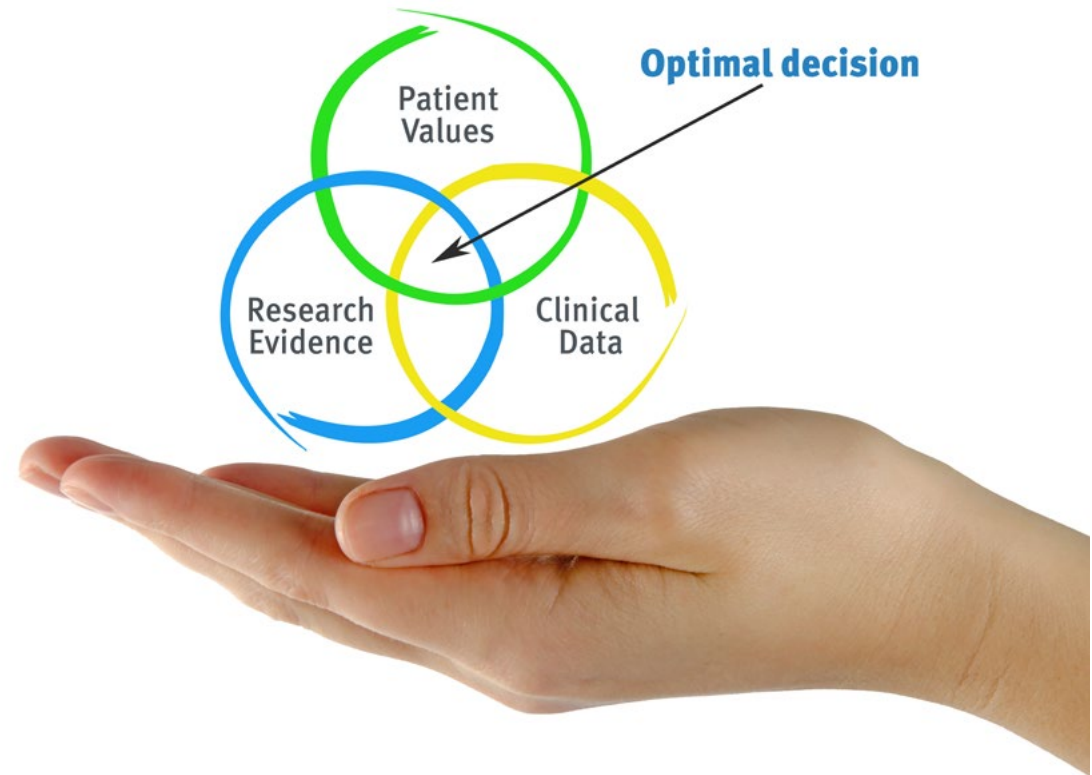 Optimal decision
Patient
Values
Research
Evidence
Clinical
Data